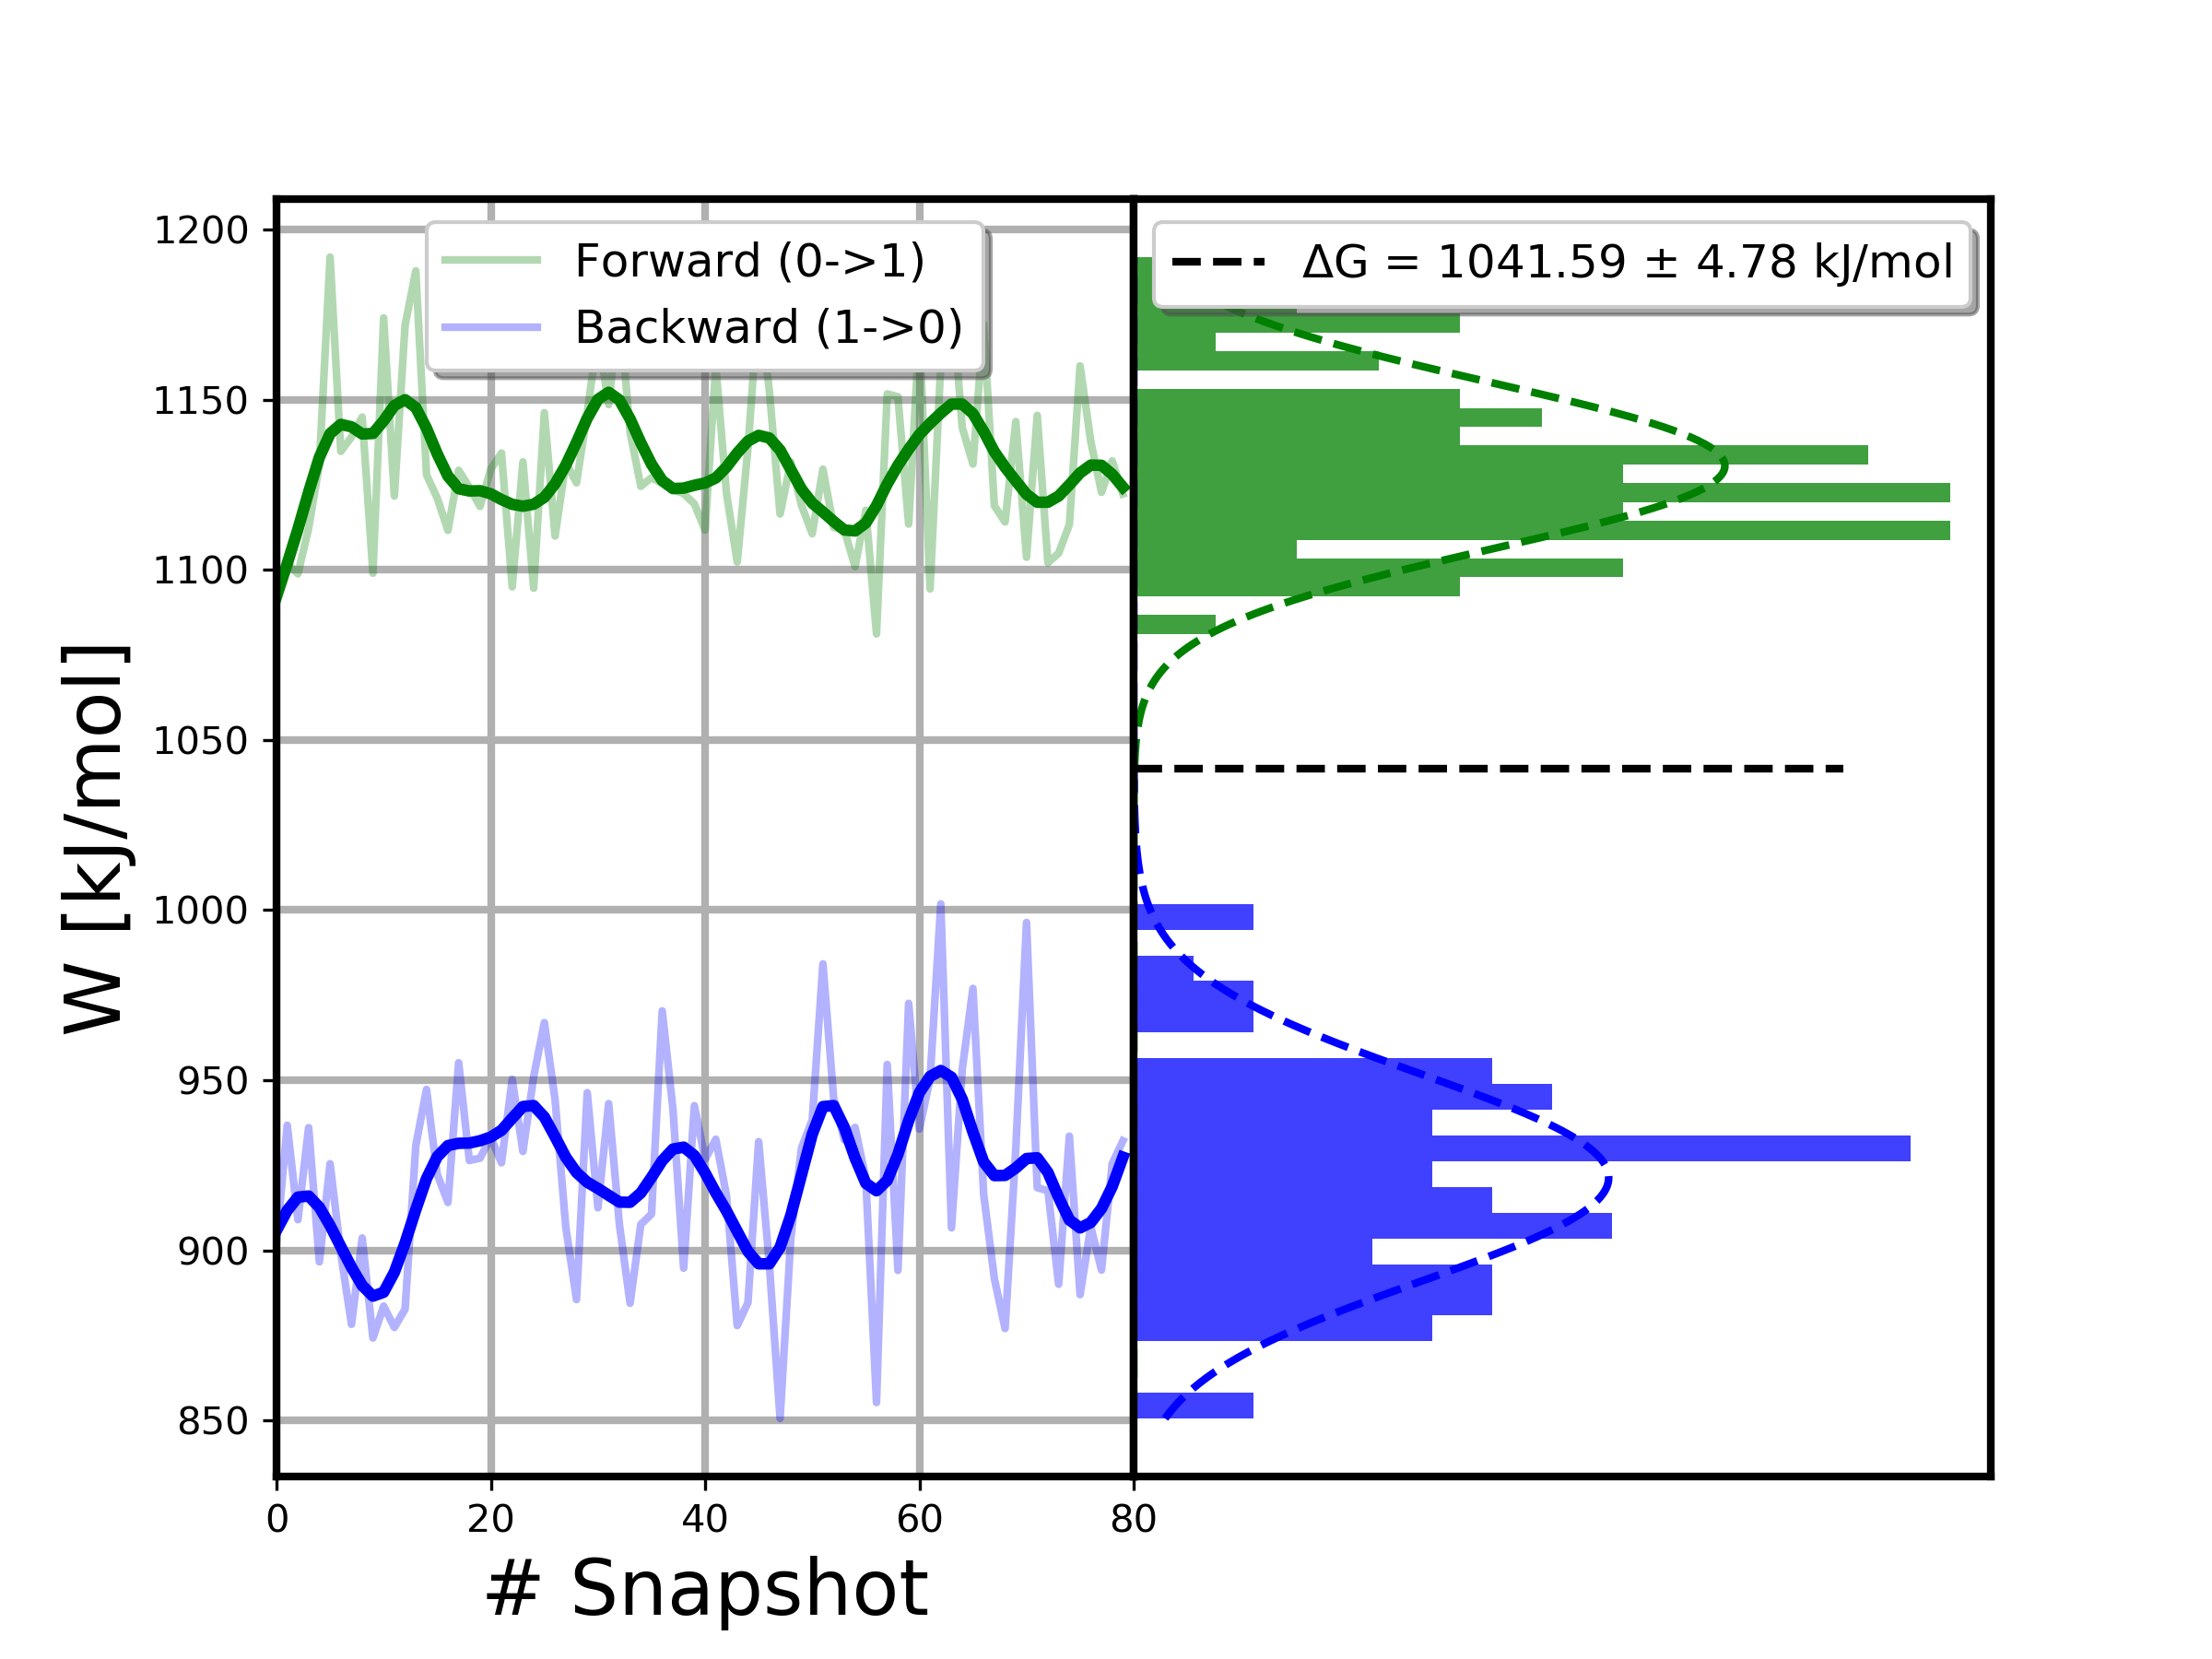 Forward (0->1)
Backward (1->0)
ΔG = 1041.59 ± 4.78 kJ/mol
W [kJ/mol]
1200
1150
1100
1050
1000
950
900
850
0 20 40 60 80
# Snapshot